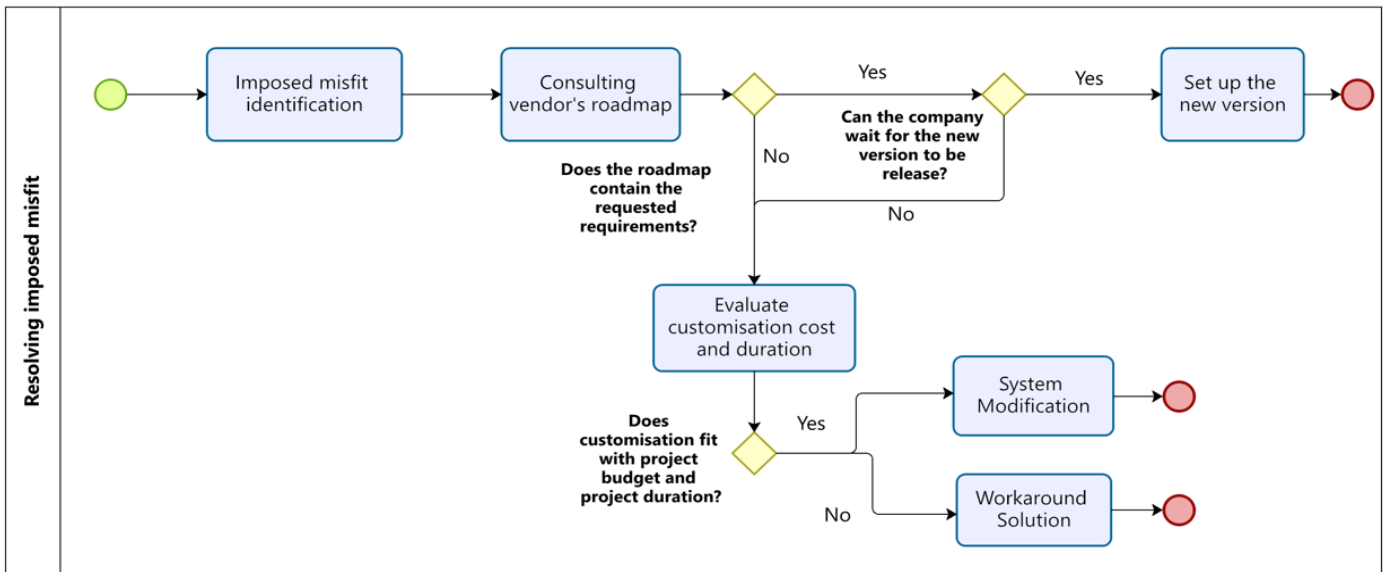 Resolving imposed misfit
Imposed misfit
identification
Consulting
vendor's roadmap
Does the roadmap
contain the
requested
requirements?
Yes
No
Can the company
wait for the new
version to be
release?
Yes
No
Set up the
new version
Evaluate
customisation cost
and duration
Does
customisation fit
with project
budget and
project duration?
Yes
System
Modification
No
Workaround
Solution